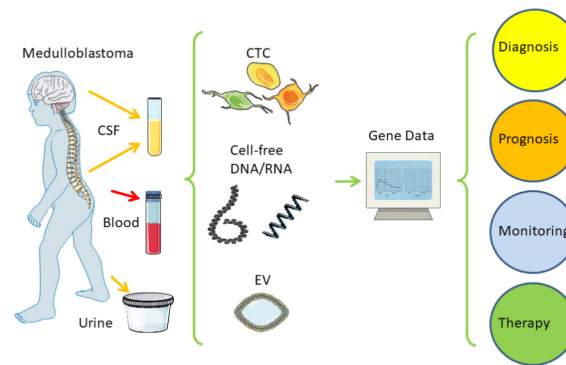 Medulloblastoma
CSF
Blood
Urine
CTC
Cell-free
DNA/RNA
EV
Gene Data
Diagnosis
Prognosis
Monitoring
Therapy